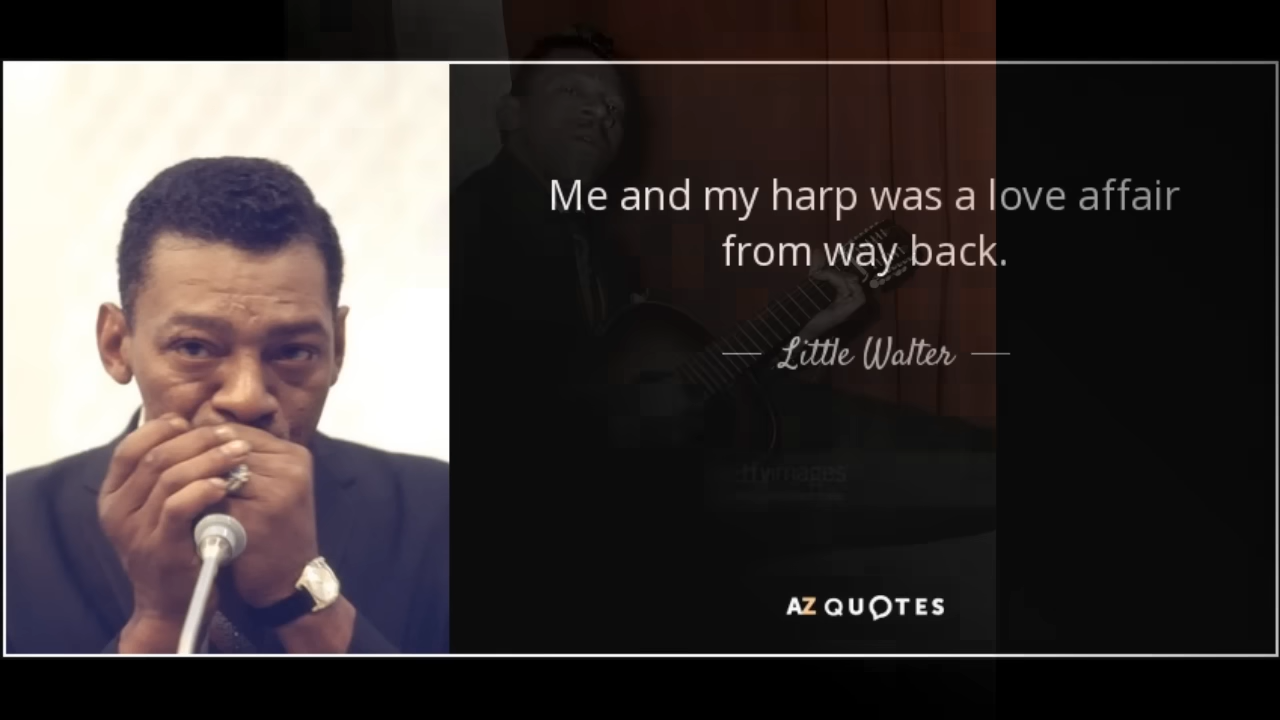 Me and my harp was a love affair
from way back.
Little Walter
AZ QUOTES